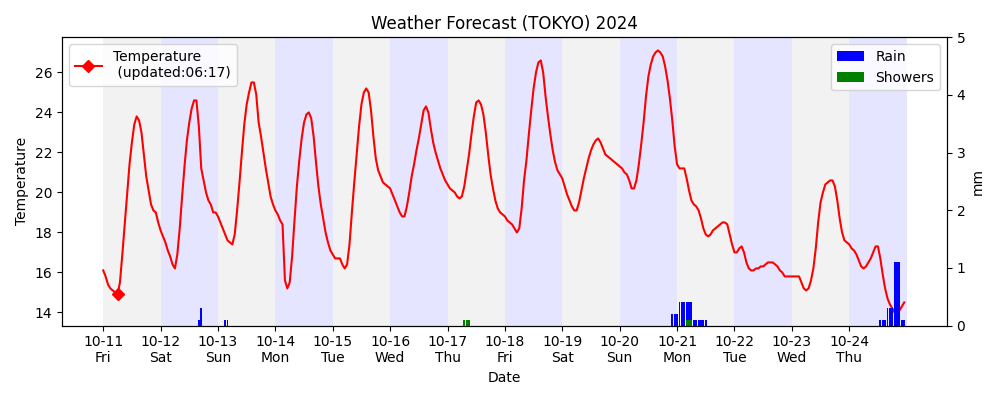 Weather Forecast (TOKYO) 2024
Temperature
(updated:06:17)
Rain
Showers
Temperature
26
24
22
20
18
16
14
5
4
3
2
1
0
mm
10-11 10-12 10-13 10-14 10-15 10-16 10-17 10-18 10-19 10-20 10-21 10-22 10-23 10-24
Fri Sat Sun Mon Tue Wed Thu Fri Sat Sun Mon Tue Wed Thu
Date